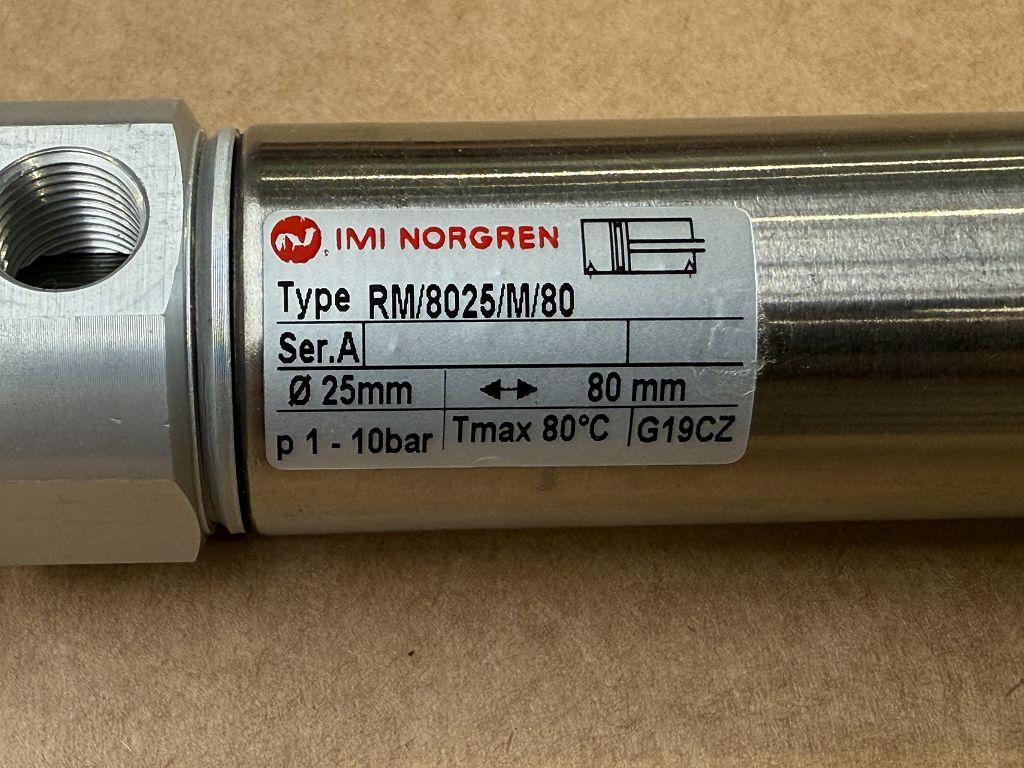 IMI NORGREN
Type RM/8025/M/80
Ser.A
Ø 25mm 80 mm
p 1 - 10bar Tmax 80°C G19CZ